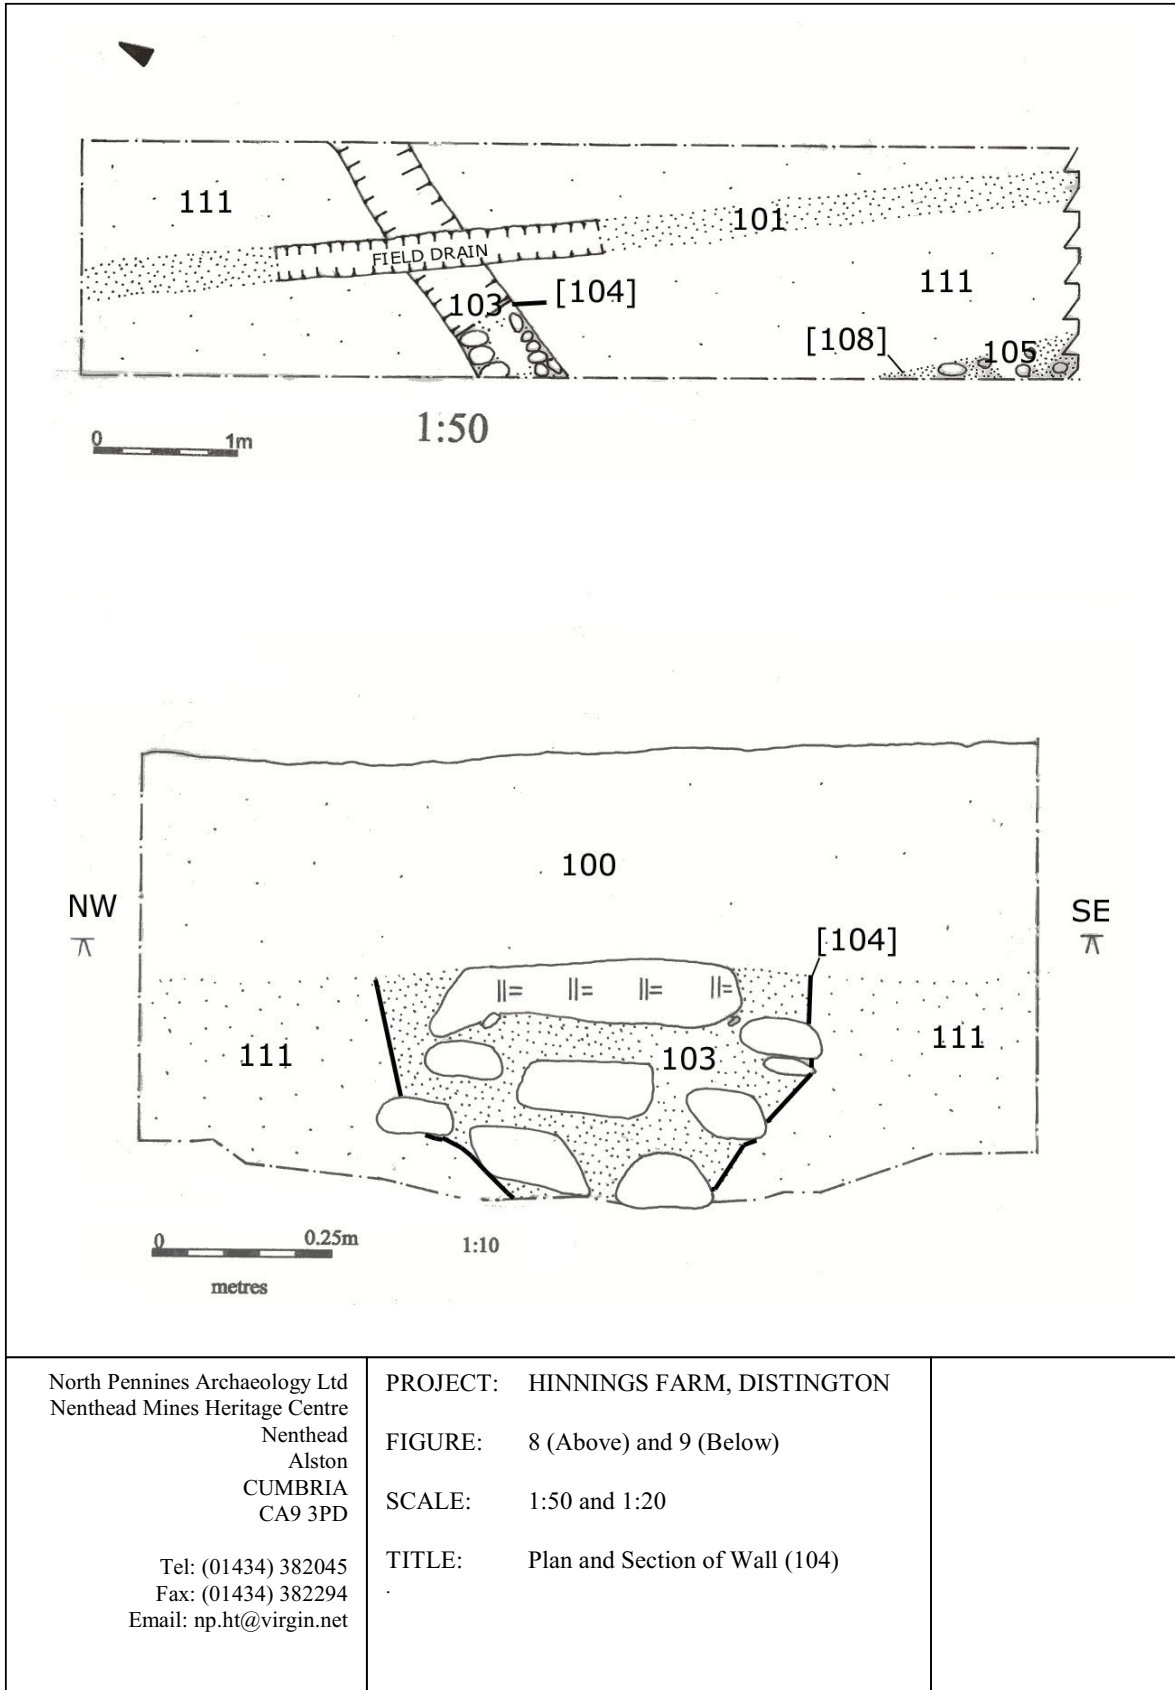 111
101
FIELD DRAIN
111
103
[104]
[108]
105
0 1m
1:50
100
NW
SE
[104]
111
103
111
||= ||= ||= ||=
0 0.25m
1:10
metres
North Pennines Archaeology Ltd
Nenthead Mines Heritage Centre
Nenthead
Alston
CUMBRIA
CA9 3PD
Tel: (01434) 382045
Fax: (01434) 382294
Email: np.ht@virgin.net
PROJECT: HINNINGS FARM, DISTINGTON
FIGURE: 8 (Above) and 9 (Below)
SCALE: 1:50 and 1:20
TITLE: Plan and Section of Wall (104)
.